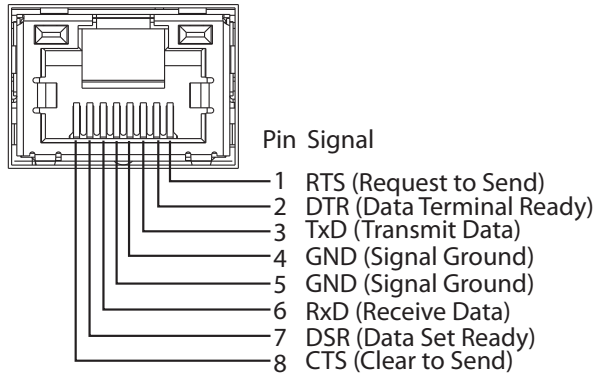 Pin Signal
1 RTS (Request to Send)
2 DTR (Data Terminal Ready)
3 TxD (Transmit Data)
4 GND (Signal Ground)
5 GND (Signal Ground)
6 RxD (Receive Data)
7 DSR (Data Set Ready)
8 CTS (Clear to Send)